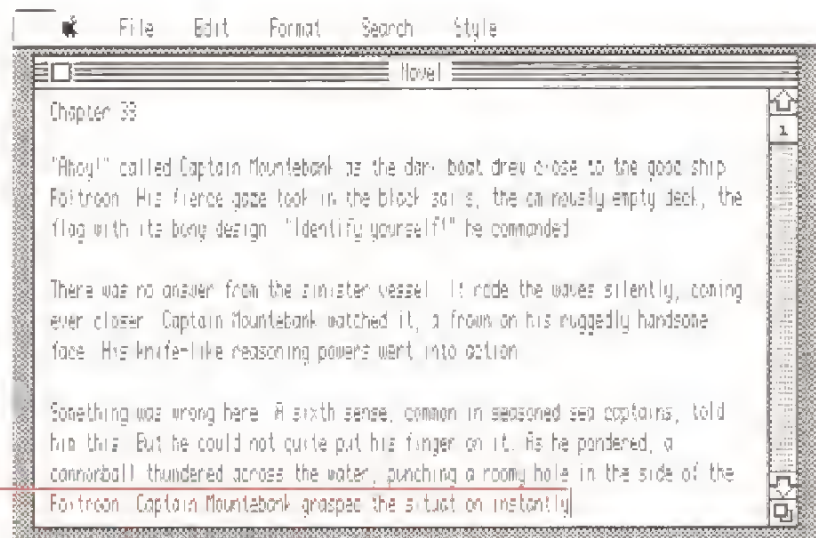 File Edit Format Search Style
Novel
Chapter 39
"Ahoy!" called Captain Mountebank as the dark boat drew close to the good ship
Poltroon. His fierce gaze took in the black sails, the ominously empty deck, the
flag with its bony design. "Identify yourself!" he commanded.
There was no answer from the sinister vessel. It rode the waves silently, coming
ever closer. Captain Mountebank watched it, a frown on his ruggedly handsome
face. His knife-like reasoning powers went into action.
Something was wrong here. A sixth sense, common in seasoned sea captains, told
him this. But he could not quite put his finger on it. As he pondered, a
cannonball thundered across the water, punching a roomy hole in the side of the
Poltroon. Captain Mountebank grasped the situation instantly
1